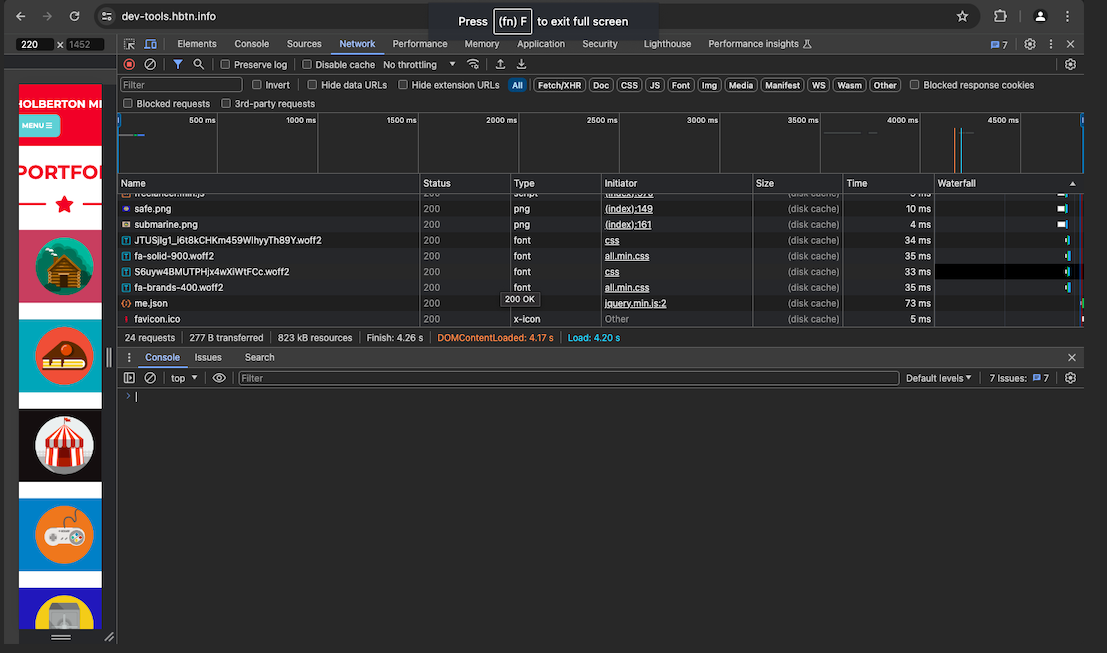 dev-tools.hbtn.info
Press (fn) F to exit full screen
220 x 1452
Elements Console Sources Network Performance Memory Application Security Lighthouse Performance insights 7
Preserve log Disable cache No throttling
Filter Invert Hide data URLs Hide extension URLs All Fetch/XHR Doc CSS JS Font Img Media Manifest WS Wasm Other Blocked response cookies
Blocked requests 3rd-party requests
500 ms 1000 ms 1500 ms 2000 ms 2500 ms 3000 ms 3500 ms 4000 ms 4500 ms
HOLBERTON
MENU
PORTFO
Name Status Type Initiator Size Time Waterfall
freelancer.min.js 200 script (index):376 (disk cache) 5 ms
safe.png 200 png (index):149 (disk cache) 10 ms
submarine.png 200 png (index):161 (disk cache) 4 ms
JTUSjIg1_i6t8kCHKm459WlhyyTh89Y.woff2 200 font css (disk cache) 34 ms
fa-solid-900.woff2 200 font all.min.css (disk cache) 35 ms
S6uyw4BMUTPHjx4wXiWtFCc.woff2 200 font css (disk cache) 33 ms
fa-brands-400.woff2 200 font all.min.css (disk cache) 35 ms
200 OK
me.json 200 jquery.min.js:2 (disk cache) 73 ms
favicon.ico 200 x-icon Other (disk cache) 5 ms
24 requests 277 B transferred 823 kB resources Finish: 4.26 s DOMContentLoaded: 4.17 s Load: 4.20 s
Console Issues Search
top Filter Default levels 7 Issues: 7